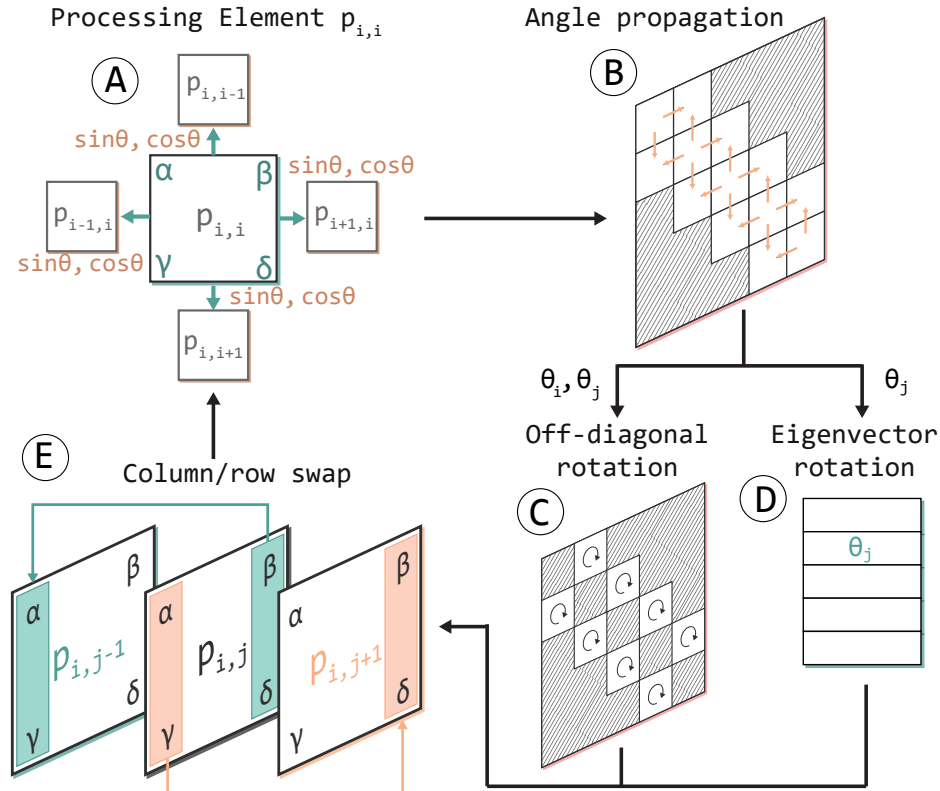 Processing Element p_{i,i}
Angle propagation
A
B
p_{i,i-1}
sinθ, cosθ
sinθ, cosθ
α
β
p_{i-1,i}
p_{i,i}
p_{i+1,i}
sinθ, cosθ
γ
δ
sinθ, cosθ
p_{i,i+1}
θ_i, θ_j
θ_j
Off-diagonal
rotation
Eigenvector
rotation
E
Column/row swap
C
D
θ_j
β
β
β
α
α
α
p_{i,j-1}
p_{i,j}
p_{i,j+1}
δ
δ
δ
γ
γ
γ